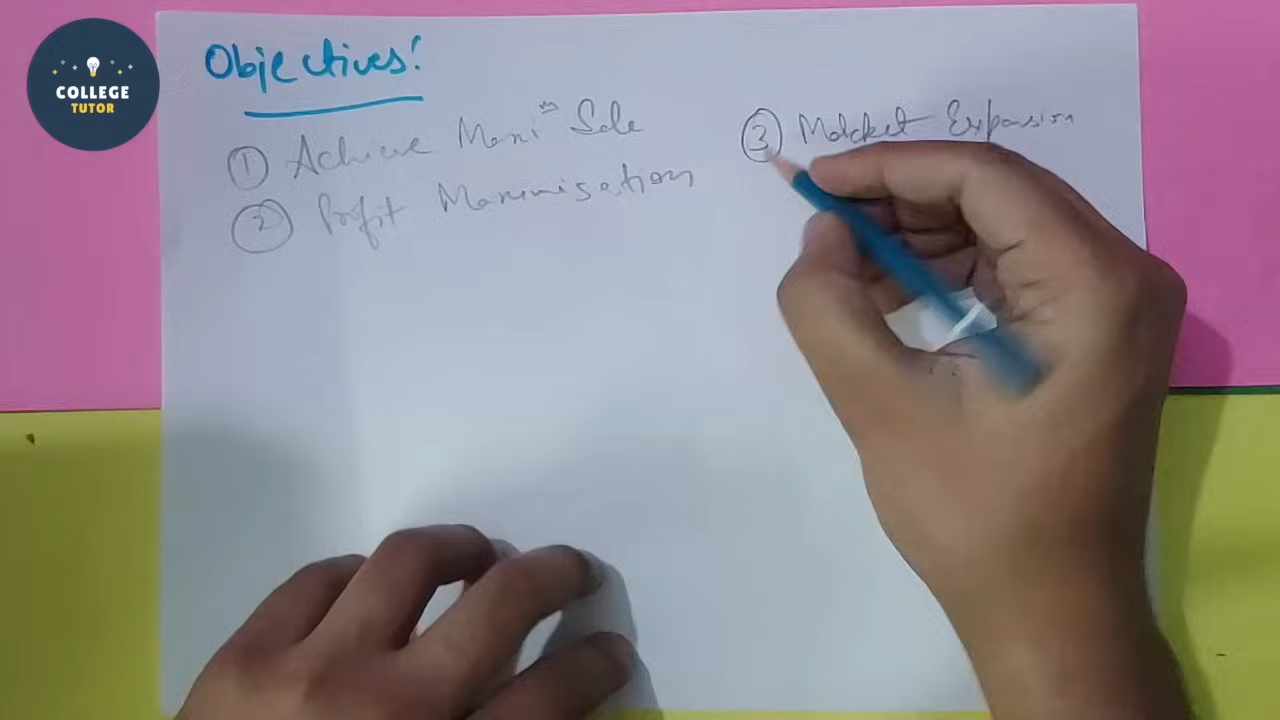 COLLEGE
TUTOR
Objectives:
① Achieve Maxi^m Sale
② Profit Maximisation
③ Market Expansion